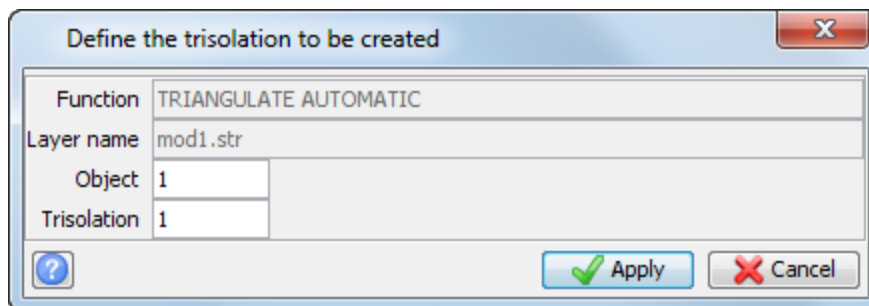 Define the trisolation to be created
Function TRIANGULATE AUTOMATIC
Layer name mod1.str
Object 1
Trisolation 1
Apply Cancel